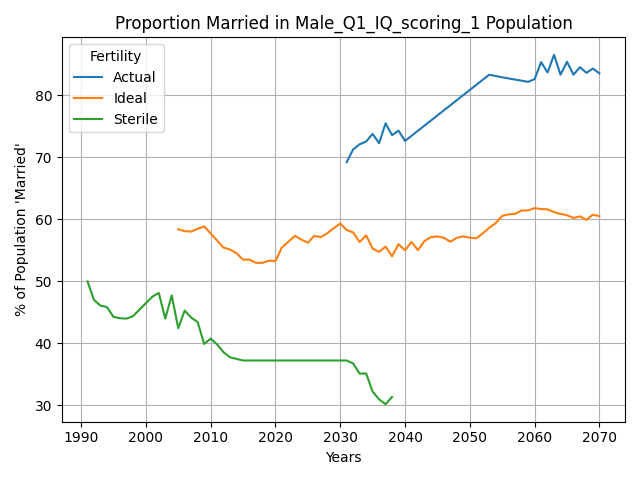 Proportion Married in Male_Q1_IQ_scoring_1 Population
Fertility
Actual
Ideal
Sterile
% of Population 'Married'
80
70
60
50
40
30
1990 2000 2010 2020 2030 2040 2050 2060 2070
Years